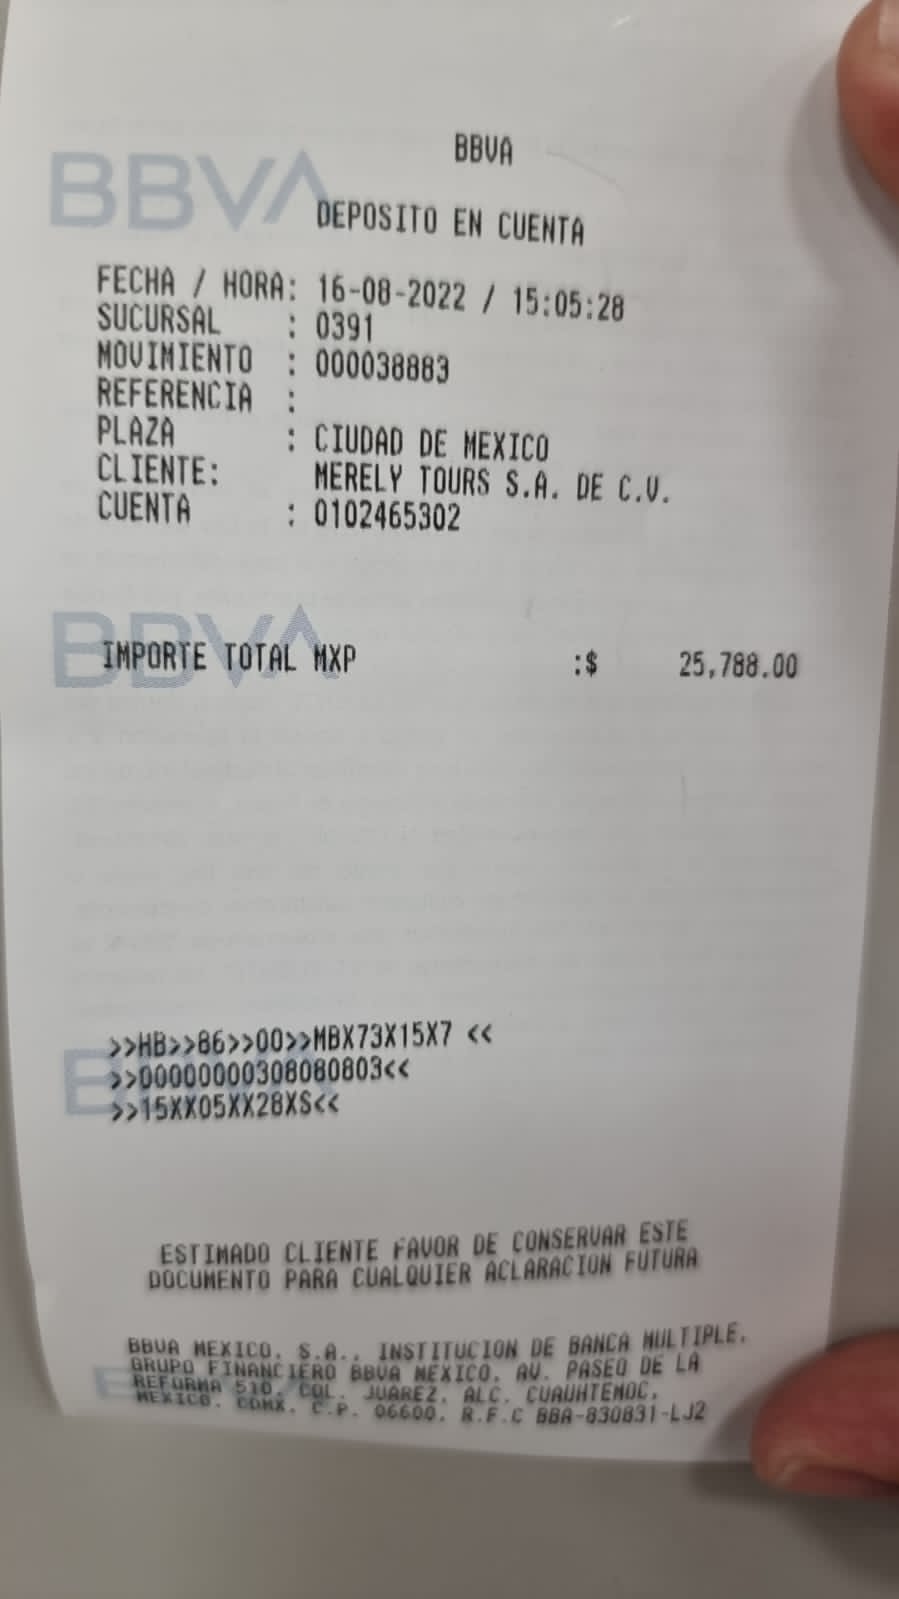 BBVA
BBVA
DEPOSITO EN CUENTA
FECHA / HORA: 16-08-2022 / 15:05:28
SUCURSAL : 0391
MOVIMIENTO : 000038883
REFERENCIA :
PLAZA : CIUDAD DE MEXICO
CLIENTE: MERELY TOURS S.A. DE C.V.
CUENTA : 0102465302
BBVA
IMPORTE TOTAL MXP :$ 25,788.00
>>HB>>86>>00>>MBX73X15X7 <<
>>00000000308080803<<
>>15XX05XX28XS<<
ESTIMADO CLIENTE FAVOR DE CONSERVAR ESTE
DOCUMENTO PARA CUALQUIER ACLARACION FUTURA
BBVA MEXICO, S.A., INSTITUCION DE BANCA MULTIPLE,
GRUPO FINANCIERO BBVA MEXICO. AV. PASEO DE LA
REFORMA 510, COL. JUAREZ, ALC. CUAUHTEMOC,
MEXICO. CDMX. C.P. 06600. R.F.C BBA-830831-LJ2